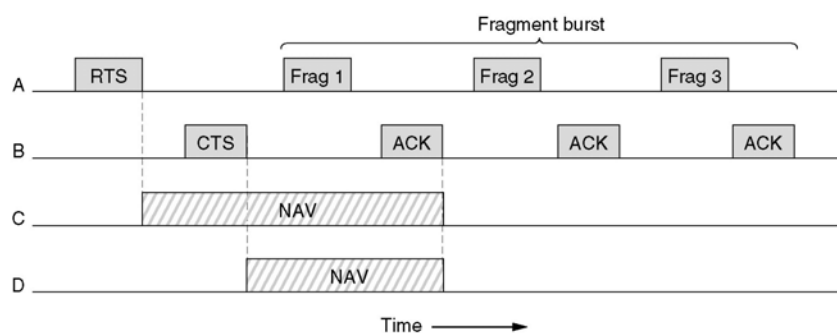 Fragment burst
A RTS Frag 1 Frag 2 Frag 3
B CTS ACK ACK ACK
C NAV
D NAV
Time